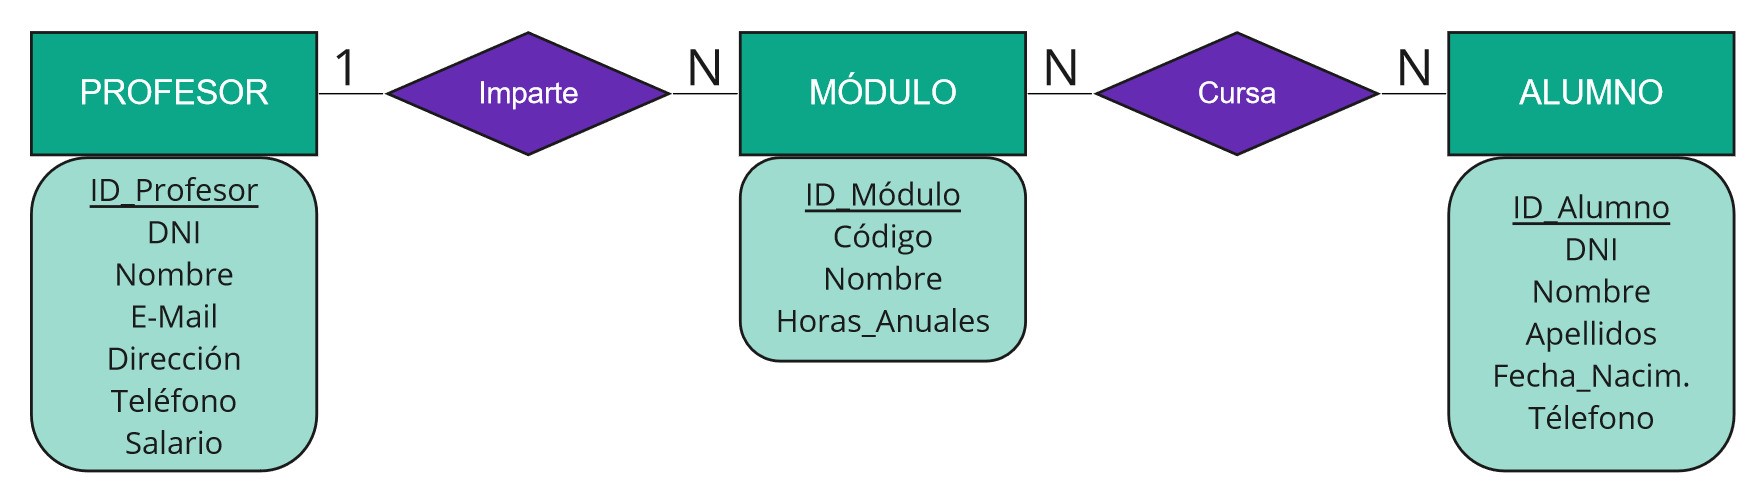 PROFESOR
1
Imparte
N
MÓDULO
N
Cursa
N
ALUMNO
ID_Profesor
DNI
Nombre
E-Mail
Dirección
Teléfono
Salario
ID_Módulo
Código
Nombre
Horas_Anuales
ID_Alumno
DNI
Nombre
Apellidos
Fecha_Nacim.
Télefono